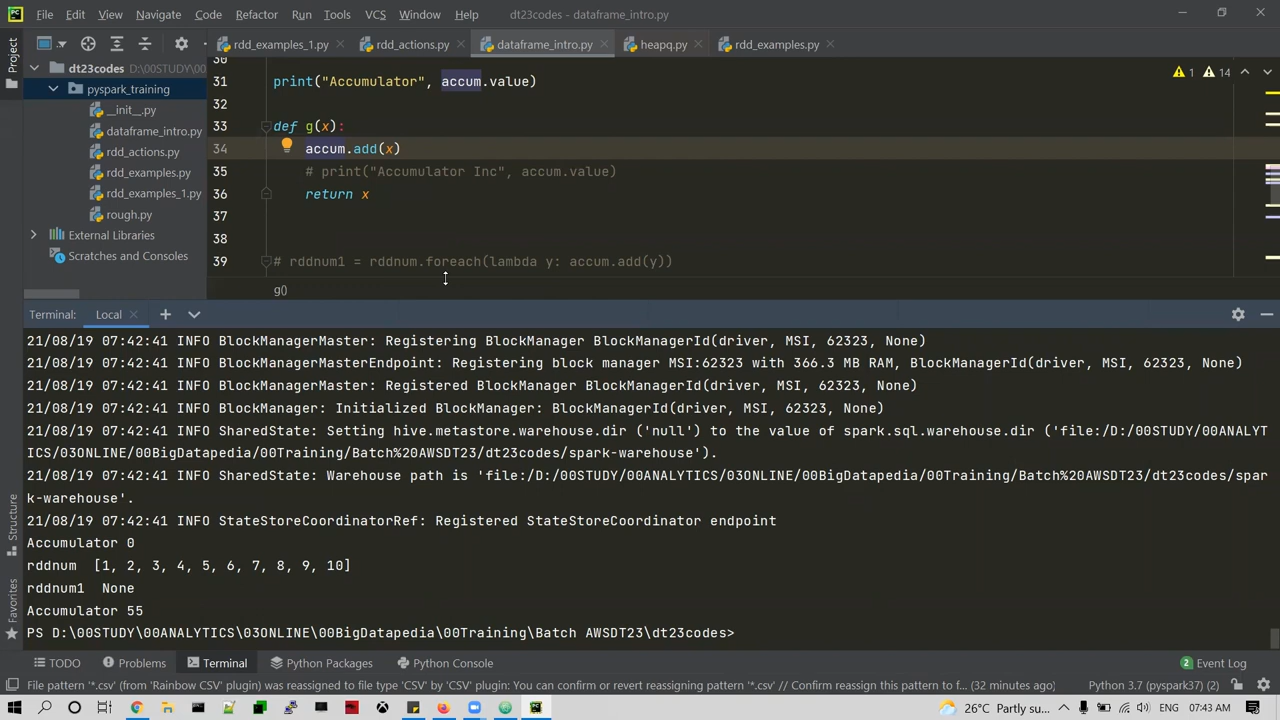 File Edit View Navigate Code Refactor Run Tools VCS Window Help dt23codes - dataframe_intro.py
Project
rdd_examples_1.py rdd_actions.py dataframe_intro.py heapq.py rdd_examples.py
dt23codes D:\00STUDY\00
pyspark_training
__init__.py
dataframe_intro.py
rdd_actions.py
rdd_examples.py
rdd_examples_1.py
rough.py
External Libraries
Scratches and Consoles
1 14
30
31 print("Accumulator", accum.value)
32
33 def g(x):
34 accum.add(x)
35 # print("Accumulator Inc", accum.value)
36 return x
37
38
39 # rddnum1 = rddnum.foreach(lambda y: accum.add(y))
g()
Terminal: Local
21/08/19 07:42:41 INFO BlockManagerMaster: Registering BlockManager BlockManagerId(driver, MSI, 62323, None)
21/08/19 07:42:41 INFO BlockManagerMasterEndpoint: Registering block manager MSI:62323 with 366.3 MB RAM, BlockManagerId(driver, MSI, 62323, None)
21/08/19 07:42:41 INFO BlockManagerMaster: Registered BlockManager BlockManagerId(driver, MSI, 62323, None)
21/08/19 07:42:41 INFO BlockManager: Initialized BlockManager: BlockManagerId(driver, MSI, 62323, None)
21/08/19 07:42:41 INFO SharedState: Setting hive.metastore.warehouse.dir ('null') to the value of spark.sql.warehouse.dir ('file:/D:/00STUDY/00ANALYT
ICS/03ONLINE/00BigDatapedia/00Training/Batch%20AWSDT23/dt23codes/spark-warehouse').
21/08/19 07:42:41 INFO SharedState: Warehouse path is 'file:/D:/00STUDY/00ANALYTICS/03ONLINE/00BigDatapedia/00Training/Batch%20AWSDT23/dt23codes/spar
k-warehouse'.
21/08/19 07:42:41 INFO StateStoreCoordinatorRef: Registered StateStoreCoordinator endpoint
Accumulator 0
rddnum [1, 2, 3, 4, 5, 6, 7, 8, 9, 10]
rddnum1 None
Accumulator 55
PS D:\00STUDY\00ANALYTICS\03ONLINE\00BigDatapedia\00Training\Batch AWSDT23\dt23codes>
Structure
Favorites
TODO Problems Terminal Python Packages Python Console 2 Event Log
File pattern '*.csv' (from 'Rainbow CSV' plugin) was reassigned to file type 'CSV' by 'CSV' plugin: You can confirm or revert reassigning pattern '*.csv' // Confirm reassign this pattern to f... (32 minutes ago) Python 3.7 (pyspark37) (2)
26°C Partly su... ENG 07:43 AM